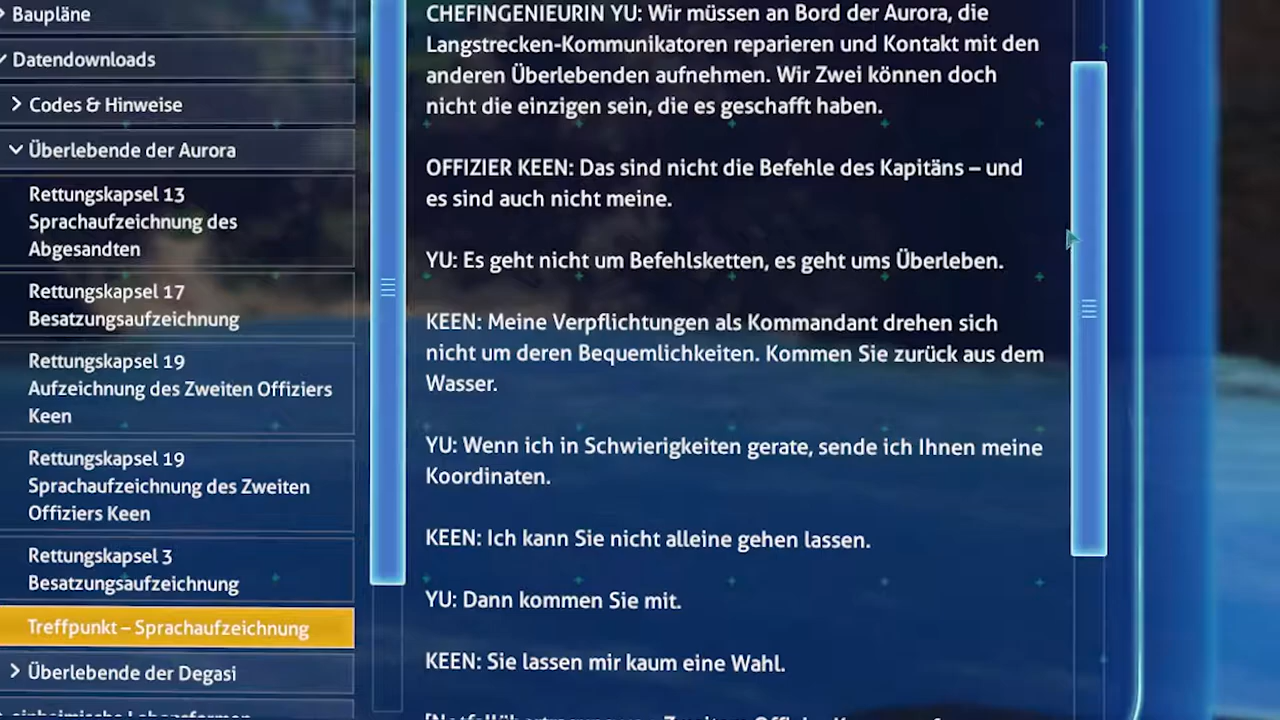 Baupläne
Datendownloads
Codes & Hinweise
Überlebende der Aurora
Rettungskapsel 13
Sprachaufzeichnung des
Abgesandten
Rettungskapsel 17
Besatzungsaufzeichnung
Rettungskapsel 19
Aufzeichnung des Zweiten Offiziers
Keen
Rettungskapsel 19
Sprachaufzeichnung des Zweiten
Offiziers Keen
Rettungskapsel 3
Besatzungsaufzeichnung
Treffpunkt – Sprachaufzeichnung
Überlebende der Degasi
einheimische Lebensformen
CHEFINGENIEURIN YU: Wir müssen an Bord der Aurora, die
Langstrecken-Kommunikatoren reparieren und Kontakt mit den
anderen Überlebenden aufnehmen. Wir Zwei können doch
nicht die einzigen sein, die es geschafft haben.
OFFIZIER KEEN: Das sind nicht die Befehle des Kapitäns – und
es sind auch nicht meine.
YU: Es geht nicht um Befehlsketten, es geht ums Überleben.
KEEN: Meine Verpflichtungen als Kommandant drehen sich
nicht um deren Bequemlichkeiten. Kommen Sie zurück aus dem
Wasser.
YU: Wenn ich in Schwierigkeiten gerate, sende ich Ihnen meine
Koordinaten.
KEEN: Ich kann Sie nicht alleine gehen lassen.
YU: Dann kommen Sie mit.
KEEN: Sie lassen mir kaum eine Wahl.